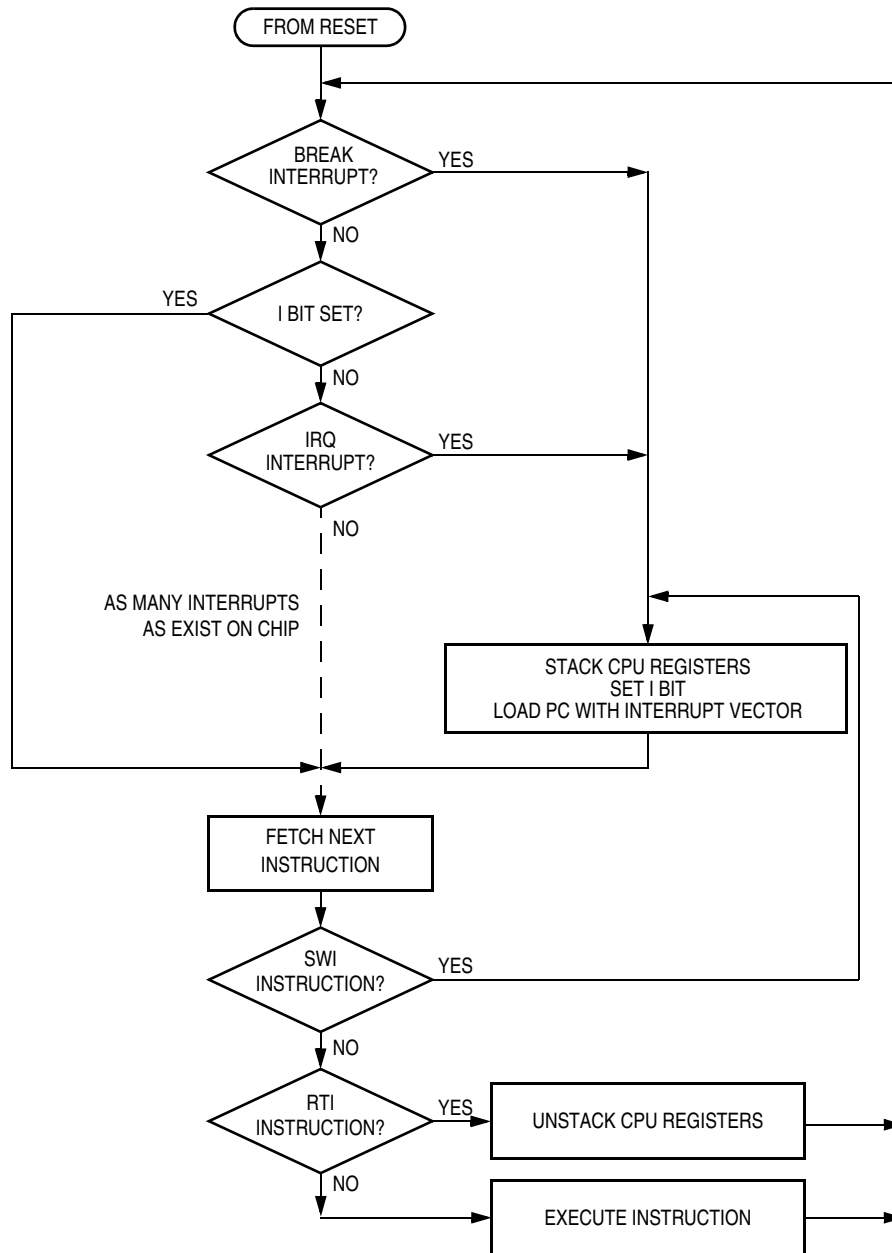 FROM RESET
BREAK
INTERRUPT?
YES
NO
YES
I BIT SET?
NO
IRQ
INTERRUPT?
YES
NO
AS MANY INTERRUPTS
AS EXIST ON CHIP
STACK CPU REGISTERS
SET I BIT
LOAD PC WITH INTERRUPT VECTOR
FETCH NEXT
INSTRUCTION
SWI
INSTRUCTION?
YES
NO
RTI
INSTRUCTION?
YES
UNSTACK CPU REGISTERS
NO
EXECUTE INSTRUCTION